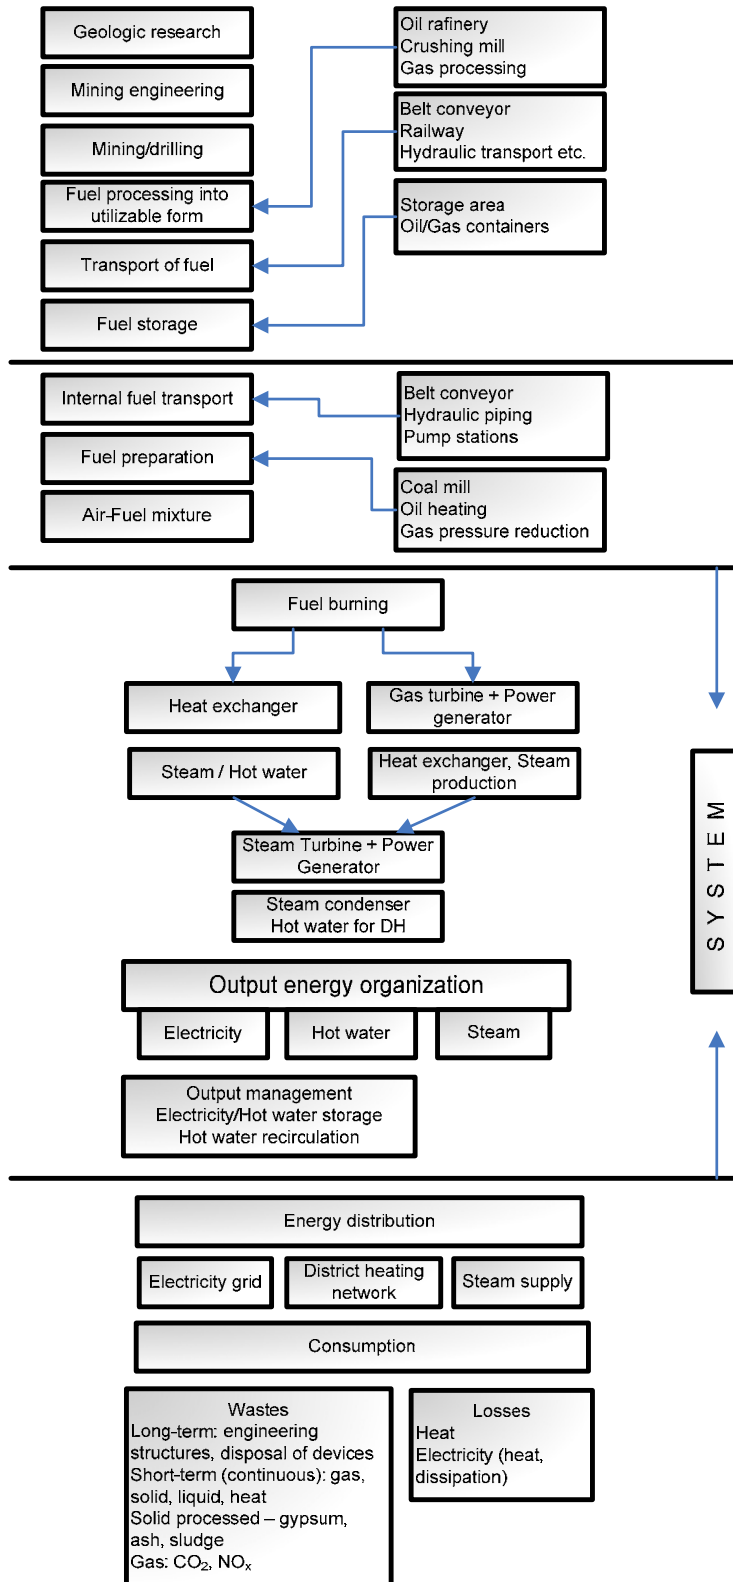 Geologic research
Mining engineering
Mining/drilling
Fuel processing into
utilizable form
Transport of fuel
Fuel storage
Oil rafinery
Crushing mill
Gas processing
Belt conveyor
Railway
Hydraulic transport etc.
Storage area
Oil/Gas containers
Internal fuel transport
Fuel preparation
Air-Fuel mixture
Belt conveyor
Hydraulic piping
Pump stations
Coal mill
Oil heating
Gas pressure reduction
Fuel burning
Heat exchanger
Gas turbine + Power
generator
Steam / Hot water
Heat exchanger, Steam
production
Steam Turbine + Power
Generator
Steam condenser
Hot water for DH
Output energy organization
Electricity
Hot water
Steam
Output management
Electricity/Hot water storage
Hot water recirculation
SYSTEM
Energy distribution
Electricity grid
District heating
network
Steam supply
Consumption
Wastes
Long-term: engineering
structures, disposal of devices
Short-term (continuous): gas,
solid, liquid, heat
Solid processed – gypsum,
ash, sludge
Gas: CO₂, NOₓ
Losses
Heat
Electricity (heat,
dissipation)